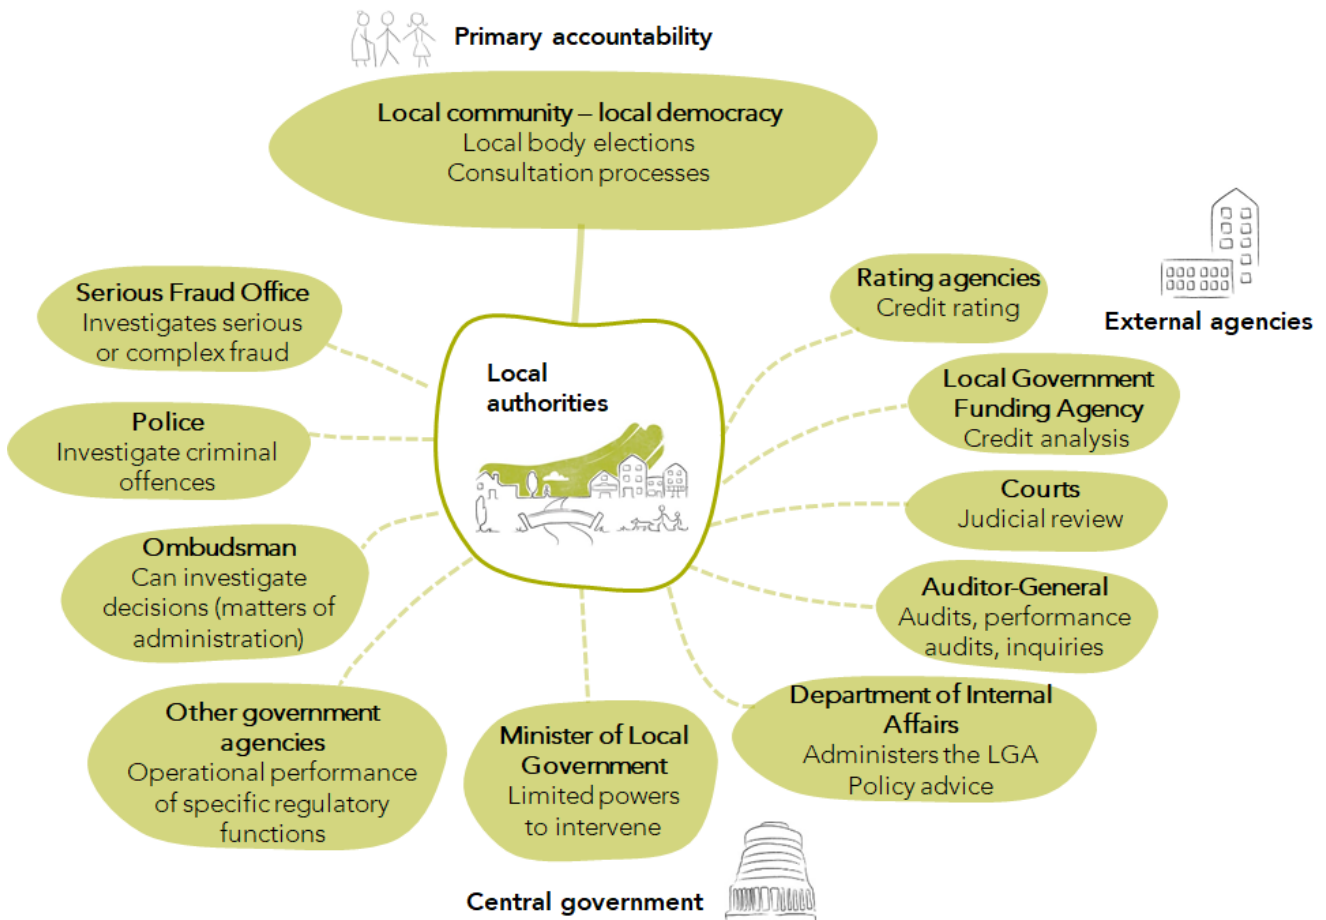 Primary accountability
Local community – local democracy
Local body elections
Consultation processes
Serious Fraud Office
Investigates serious
or complex fraud
Police
Investigate criminal
offences
Ombudsman
Can investigate
decisions (matters of
administration)
Other government
agencies
Operational performance
of specific regulatory
functions
Local
authorities
Minister of Local
Government
Limited powers
to intervene
Central government
Rating agencies
Credit rating
External agencies
Local Government
Funding Agency
Credit analysis
Courts
Judicial review
Auditor-General
Audits, performance
audits, inquiries
Department of Internal
Affairs
Administers the LGA
Policy advice